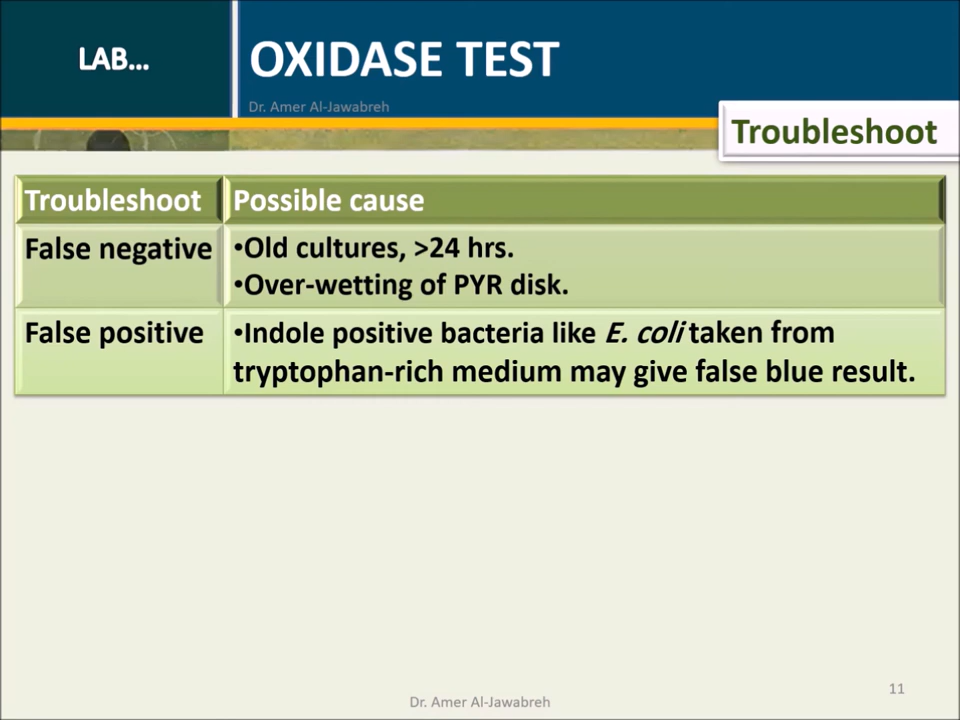 LAB...
OXIDASE TEST
Dr. Amer Al-Jawabreh
Troubleshoot
Troubleshoot Possible cause
False negative •Old cultures, >24 hrs.
•Over-wetting of PYR disk.
False positive •Indole positive bacteria like E. coli taken from
tryptophan-rich medium may give false blue result.
11
Dr. Amer Al-Jawabreh